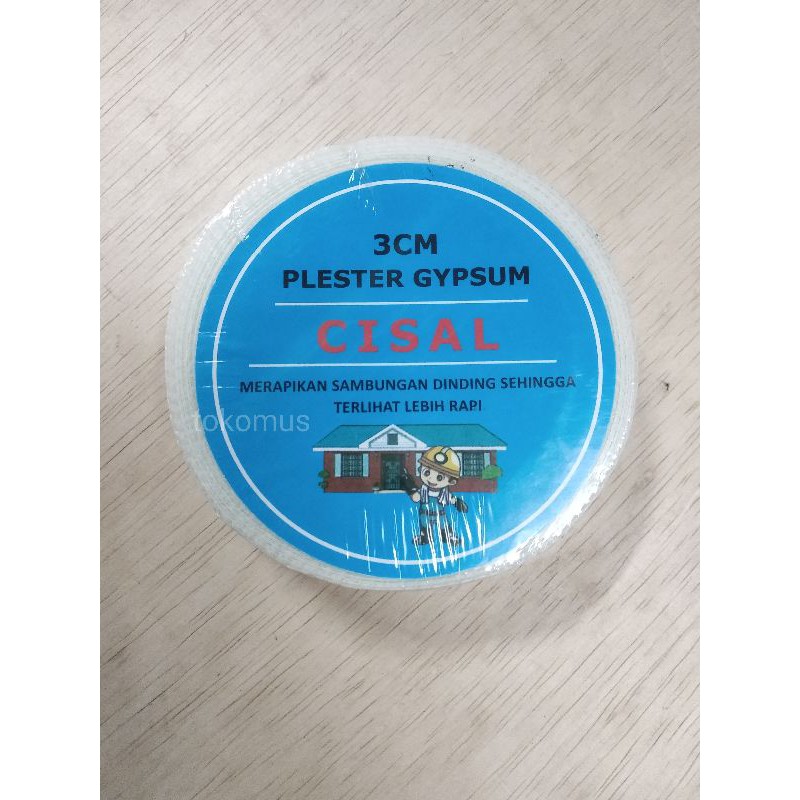 3CM
PLESTER GYPSUM
CISAL
MERAPIKAN SAMBUNGAN DINDING SEHINGGA
TERLIHAT LEBIH RAPI
tokomus